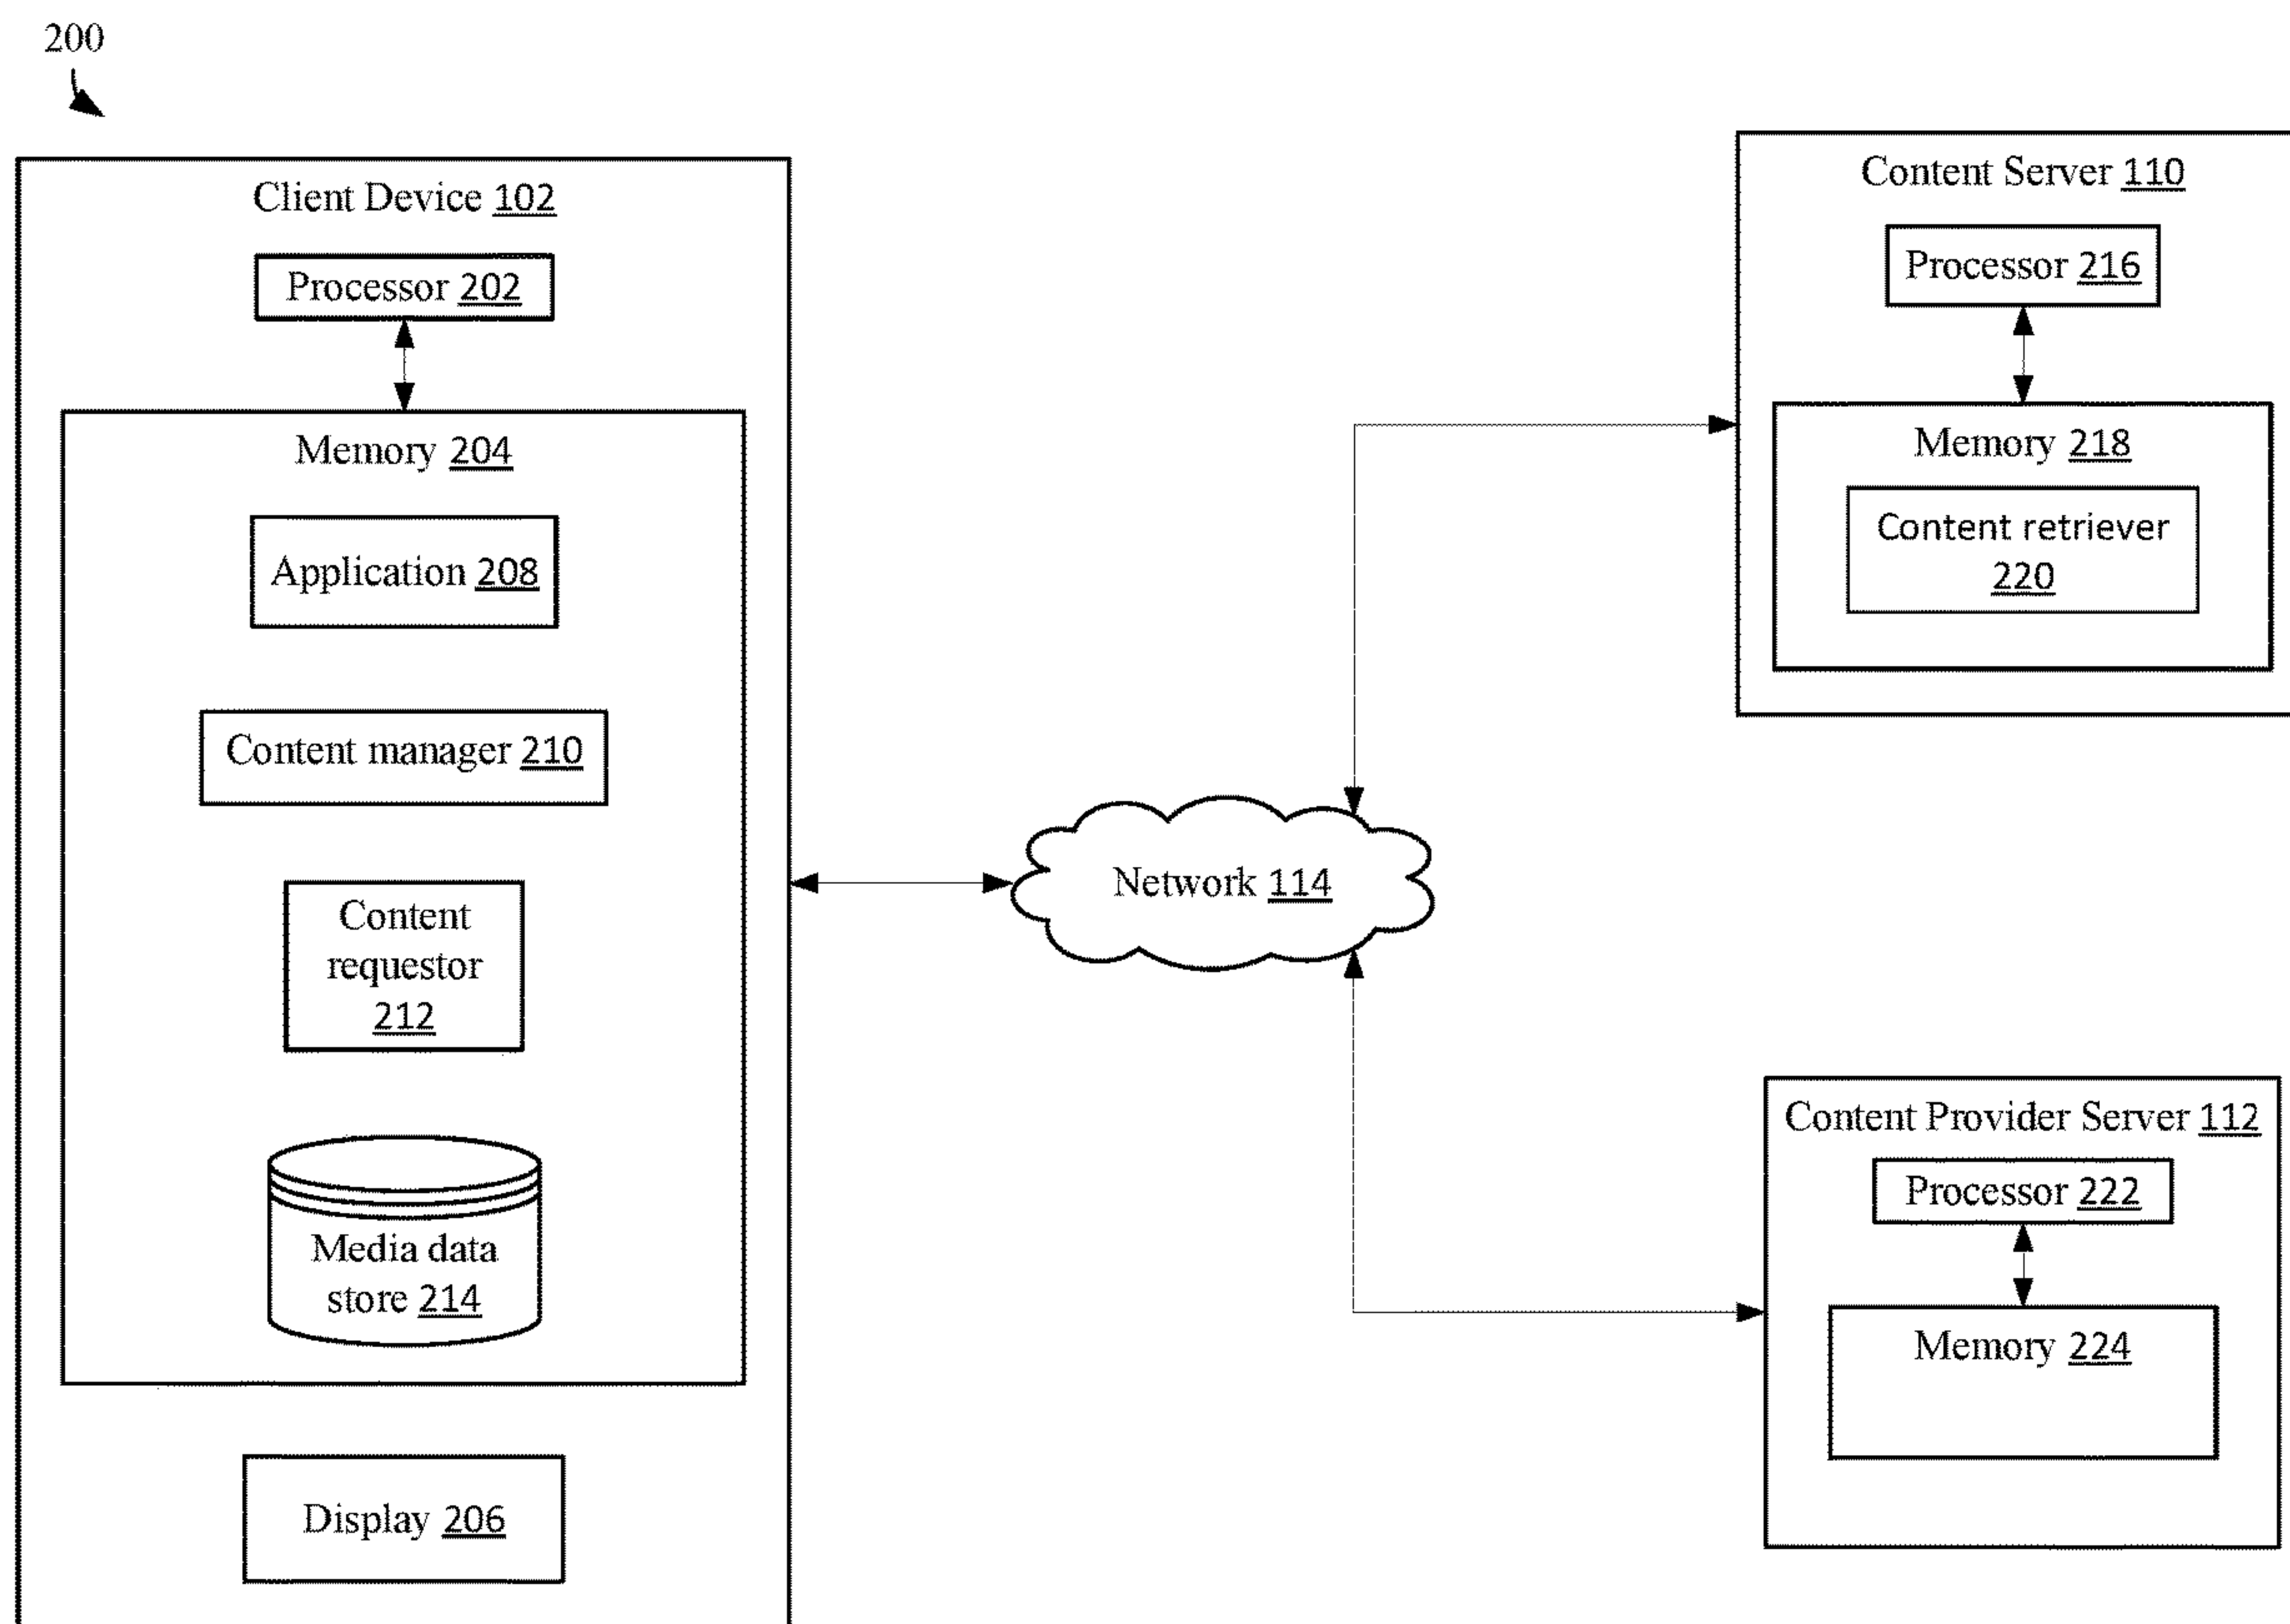 200
Client Device 102
Processor 202
Memory 204
Application 208
Content manager 210
Content
requestor
212
Media data
store 214
Display 206
Network 114
Content Server 110
Processor 216
Memory 218
Content retriever
220
Content Provider Server 112
Processor 222
Memory 224